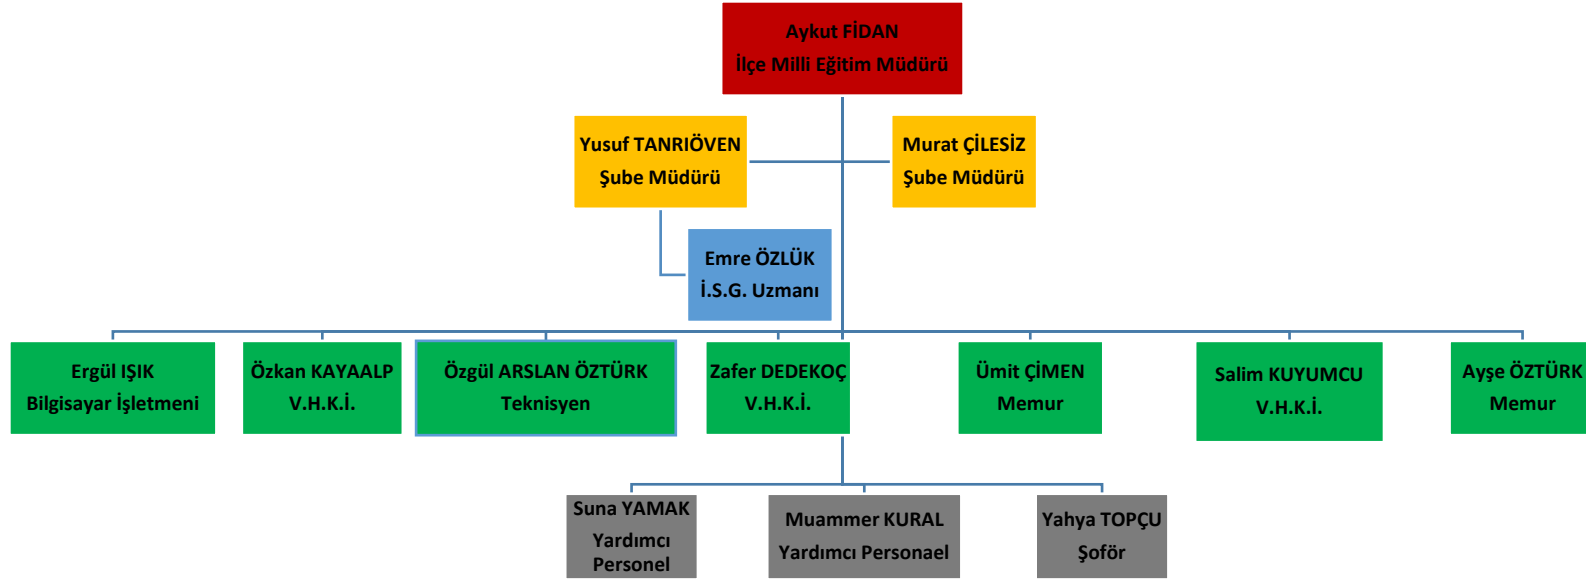 Aykut FİDAN
İlçe Milli Eğitim Müdürü
Yusuf TANRIÖVEN
Şube Müdürü
Murat ÇİLESİZ
Şube Müdürü
Emre ÖZLÜK
İ.S.G. Uzmanı
Ergül IŞIK
Bilgisayar İşletmeni
Özkan KAYAALP
V.H.K.İ.
Özgül ARSLAN ÖZTÜRK
Teknisyen
Zafer DEDEKOÇ
V.H.K.İ.
Ümit ÇİMEN
Memur
Salim KUYUMCU
V.H.K.İ.
Ayşe ÖZTÜRK
Memur
Suna YAMAK
Yardımcı
Personel
Muammer KURAL
Yardımcı Personael
Yahya TOPÇU
Şoför